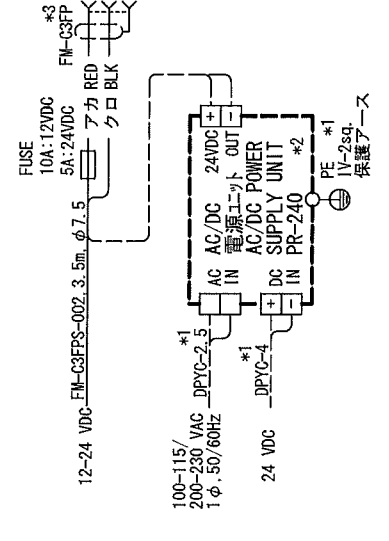 *3
FM-C3FP
アカ RED
クロ BLK
FUSE
10A:12VDC
5A:24VDC
12-24 VDC
FM-C3FPS-002, 3.5m, φ7.5
24VDC
OUT
+
-
AC/DC
電源ユニット
AC/DC POWER
SUPPLY UNIT
PR-240
*2
AC
IN
DC
IN
+
-
*1
DPYC-2.5
*1
DPYC-4
100-115/
200-230 VAC
1φ, 50/60Hz
24 VDC
PE
*1
IV-2sq.
保護アース